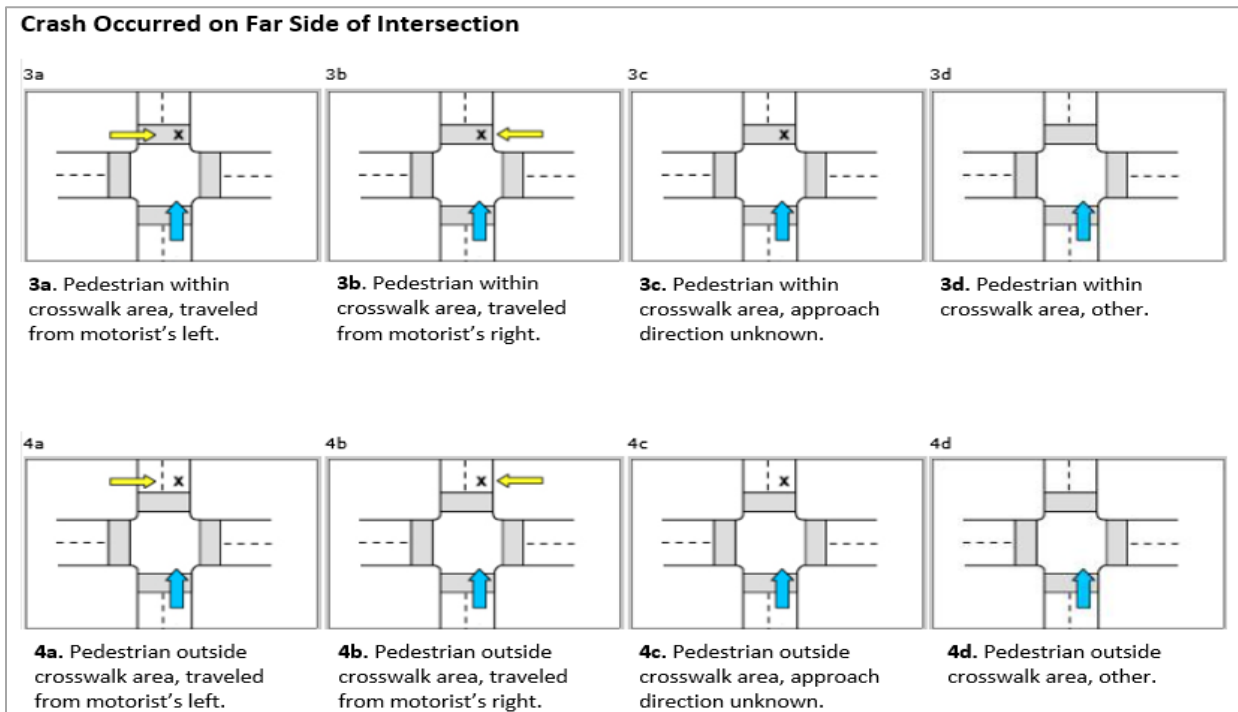 Crash Occurred on Far Side of Intersection
3a
3b
3c
3d
x
x
x
3a. Pedestrian within
crosswalk area, traveled
from motorist's left.
3b. Pedestrian within
crosswalk area, traveled
from motorist's right.
3c. Pedestrian within
crosswalk area, approach
direction unknown.
3d. Pedestrian within
crosswalk area, other.
4a
4b
4c
4d
x
x
x
4a. Pedestrian outside
crosswalk area, traveled
from motorist's left.
4b. Pedestrian outside
crosswalk area, traveled
from motorist's right.
4c. Pedestrian outside
crosswalk area, approach
direction unknown.
4d. Pedestrian outside
crosswalk area, other.